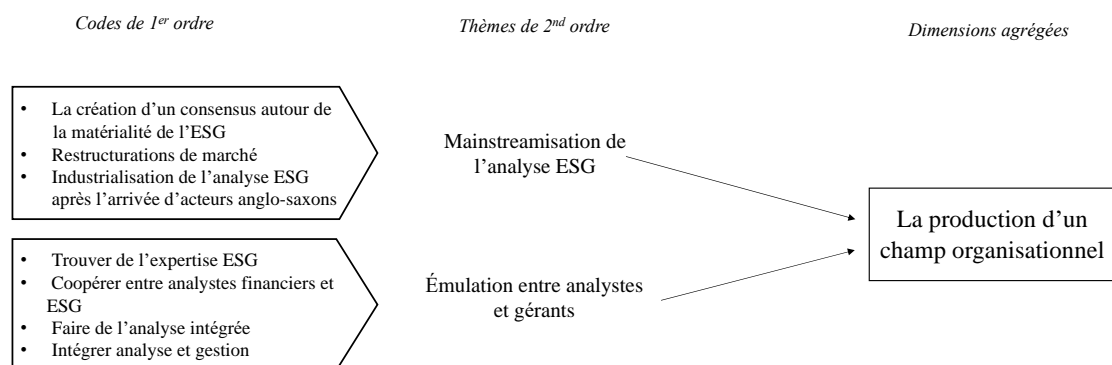 Codes de 1er ordre
Thèmes de 2nd ordre
Dimensions agrégées
• La création d’un consensus autour de
la matérialité de l’ESG
• Restructurations de marché
• Industrialisation de l’analyse ESG
après l’arrivée d’acteurs anglo-saxons
Mainstreamisation de
l’analyse ESG
• Trouver de l’expertise ESG
• Coopérer entre analystes financiers et
ESG
• Faire de l’analyse intégrée
• Intégrer analyse et gestion
Émulation entre analystes
et gérants
La production d’un
champ organisationnel